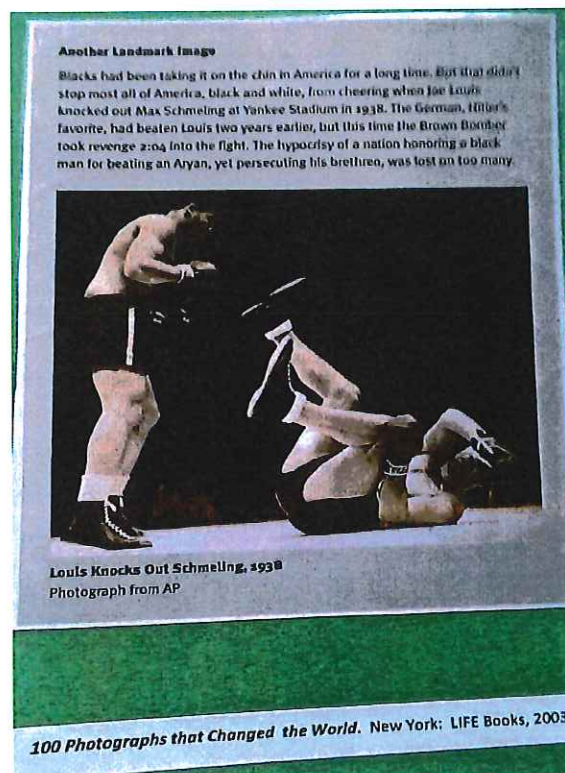 Another Landmark Image
Blacks had been taking it on the chin in America for a long time. But that didn't
stop most all of America, black and white, from cheering when Joe Louis
knocked out Max Schmeling at Yankee Stadium in 1938. The German, Hitler's
favorite, had beaten Louis two years earlier, but this time the Brown Bomber
took revenge 2:04 into the fight. The hypocrisy of a nation honoring a black
man for beating an Aryan, yet persecuting his brethren, was lost on too many.
Louis Knocks Out Schmeling, 1938
Photograph from AP
100 Photographs that Changed the World. New York: LIFE Books, 2003